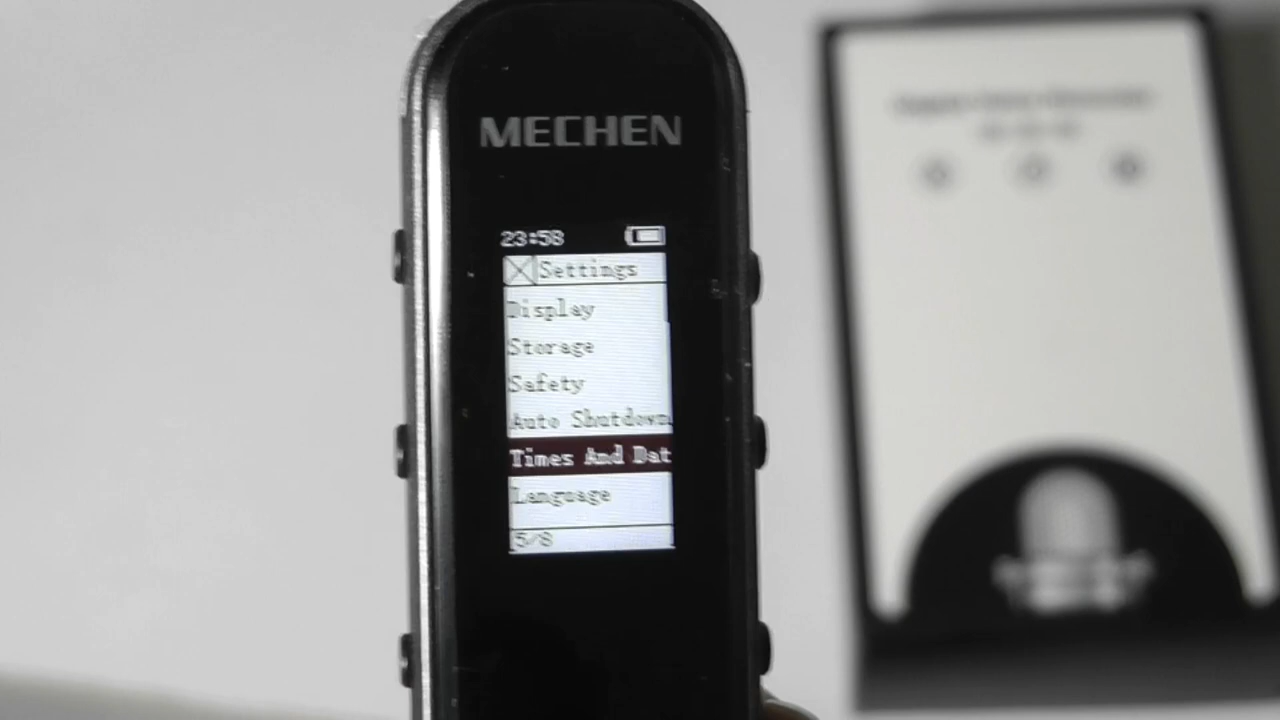 MECHEN
23:58
Settings
Display
Storage
Safety
Auto Shutdown
Times And Dat
Language
5/8